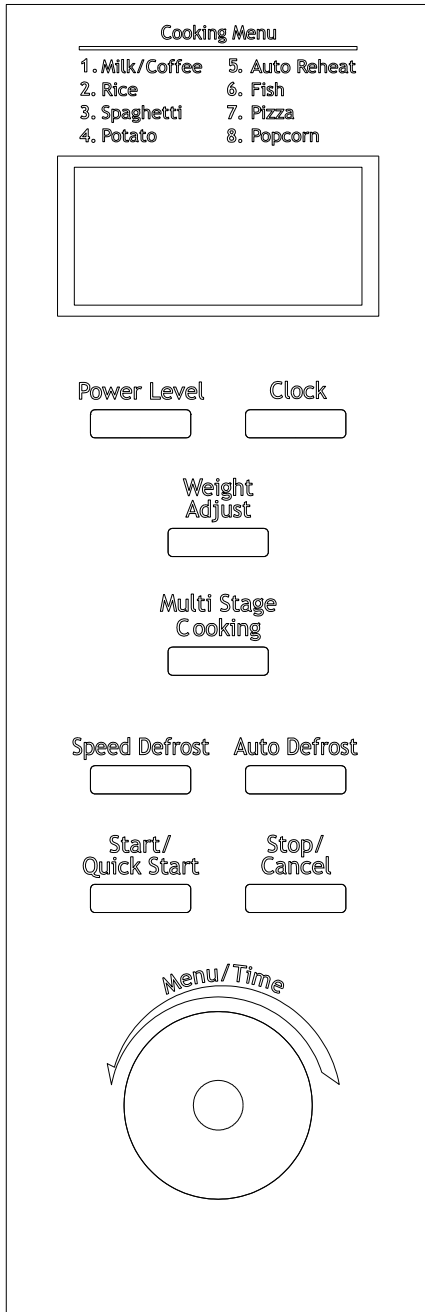 Cooking Menu
1. Milk/Coffee 5. Auto Reheat
2. Rice 6. Fish
3. Spaghetti 7. Pizza
4. Potato 8. Popcorn
Power Level Clock
Weight
Adjust
Multi Stage
Cooking
Speed Defrost Auto Defrost
Start/
Quick Start
Stop/
Cancel
Menu/Time